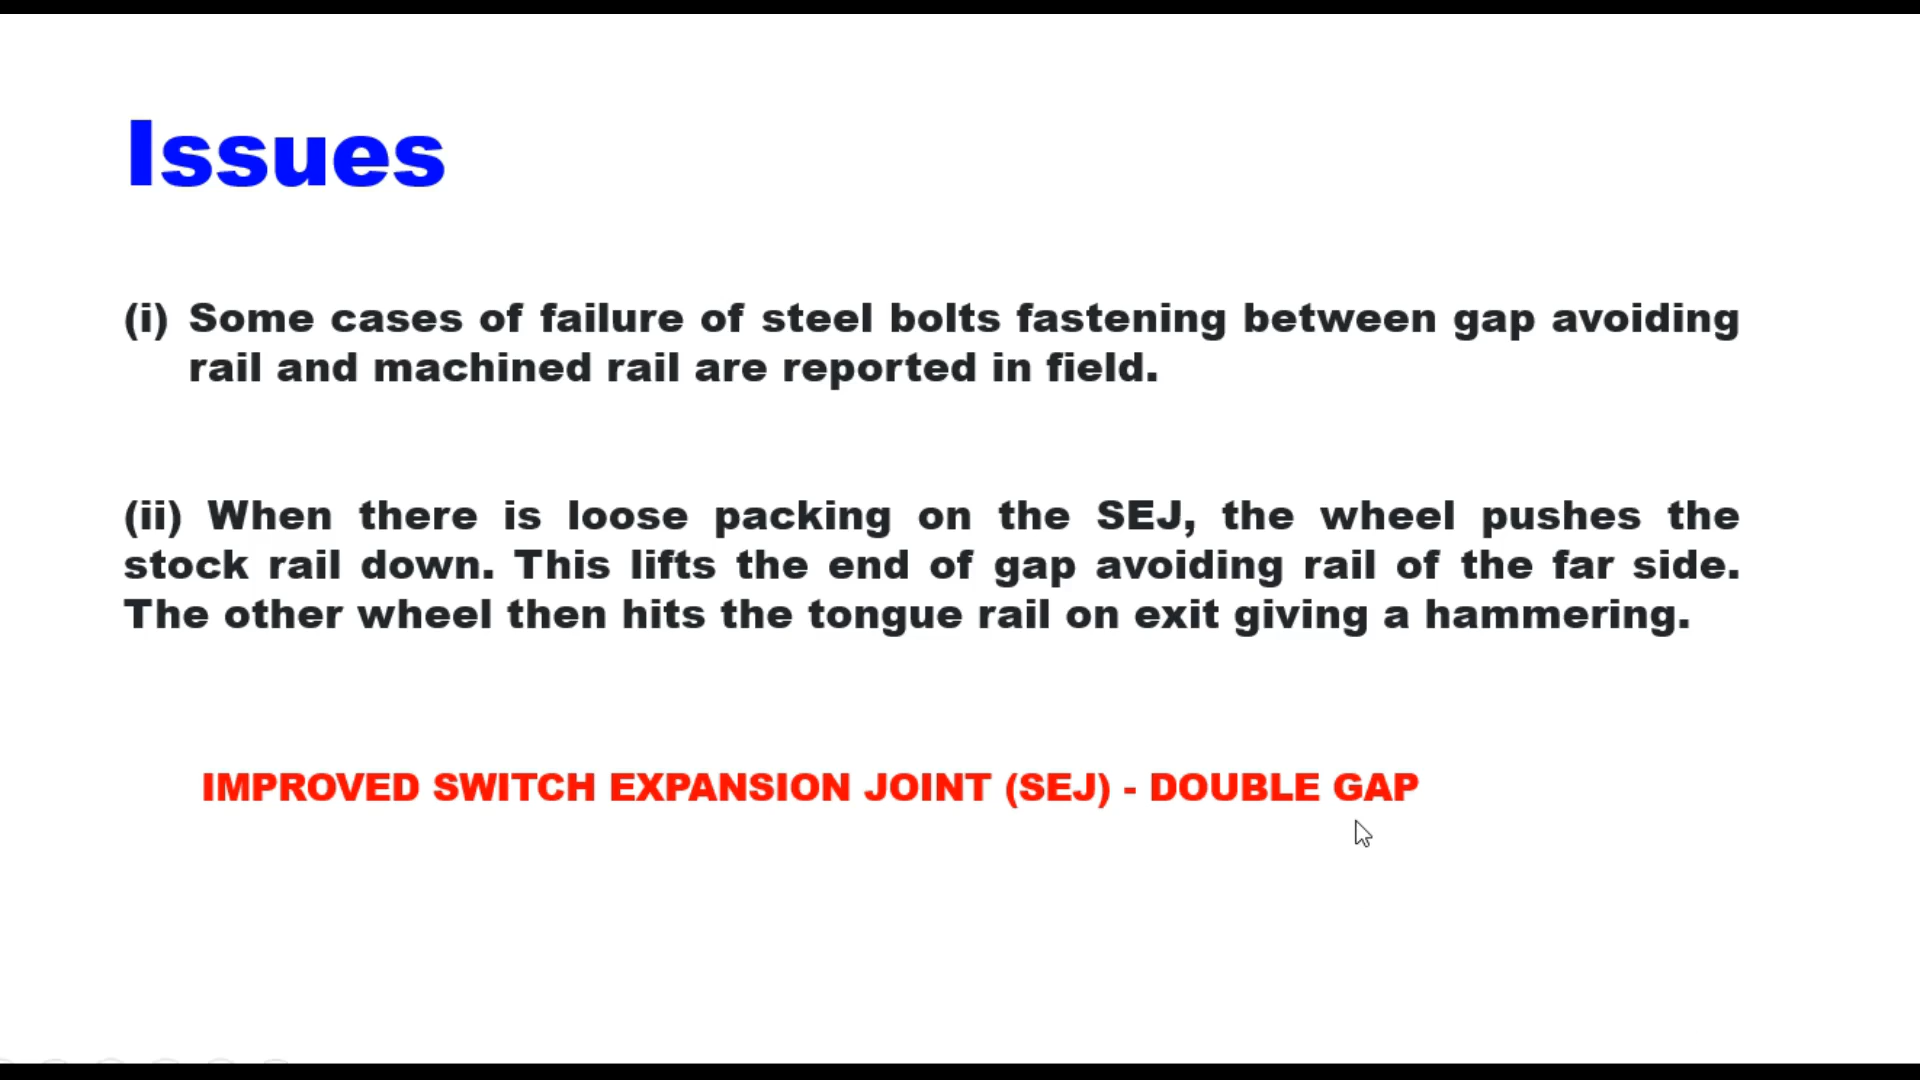 Issues
(i) Some cases of failure of steel bolts fastening between gap avoiding
rail and machined rail are reported in field.
(ii) When there is loose packing on the SEJ, the wheel pushes the
stock rail down. This lifts the end of gap avoiding rail of the far side.
The other wheel then hits the tongue rail on exit giving a hammering.
IMPROVED SWITCH EXPANSION JOINT (SEJ) - DOUBLE GAP